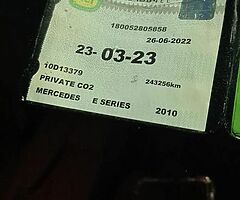 180052805858
26-06-2022
23-03-23
10D13379
243256km
PRIVATE CO2
MERCEDES E SERIES 2010